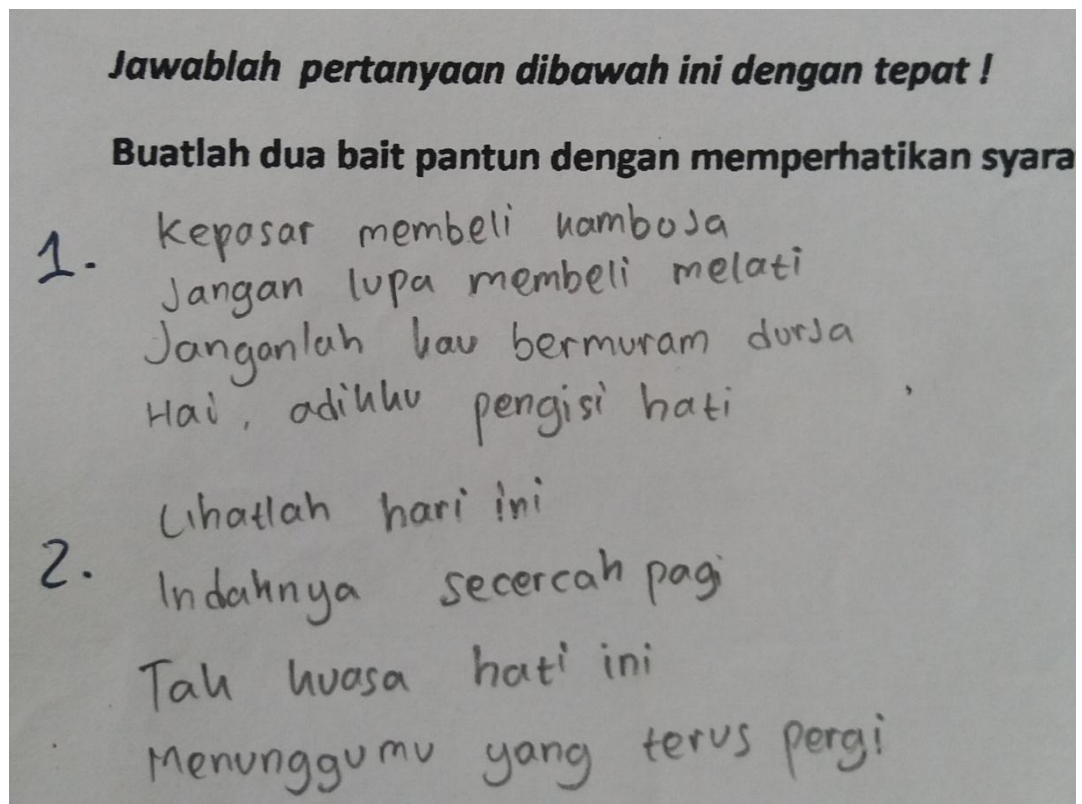 Jawablah pertanyaan dibawah ini dengan tepat !
Buatlah dua bait pantun dengan memperhatikan syara
1. Kepasar membeli kamboja
Jangan lupa membeli melati
Janganlah kau bermuram durja
Hai, adikku pengisi hati
2. Lihatlah hari ini
Indahnya secercah pagi
Tak kuasa hati ini
Menunggumu yang terus pergi